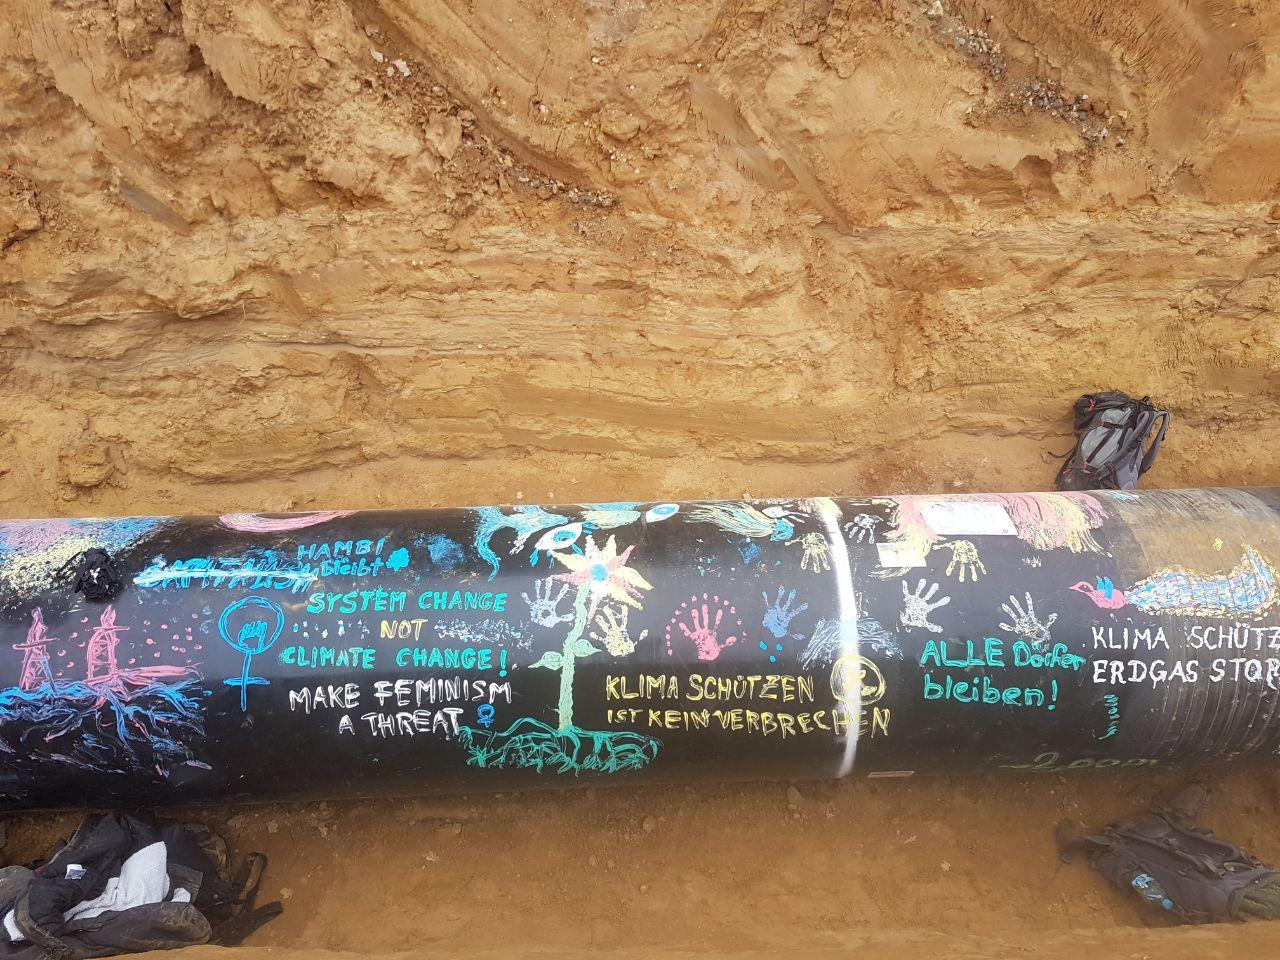 HAMBI
bleibt
SYSTEM CHANGE
NOT
CLIMATE CHANGE!
MAKE FEMINISM
A THREAT
KLIMA SCHÜTZEN
IST KEIN VERBRECHEN
ALLE Dörfer
bleiben!
KLIMA SCHÜTZ
ERDGAS STOP